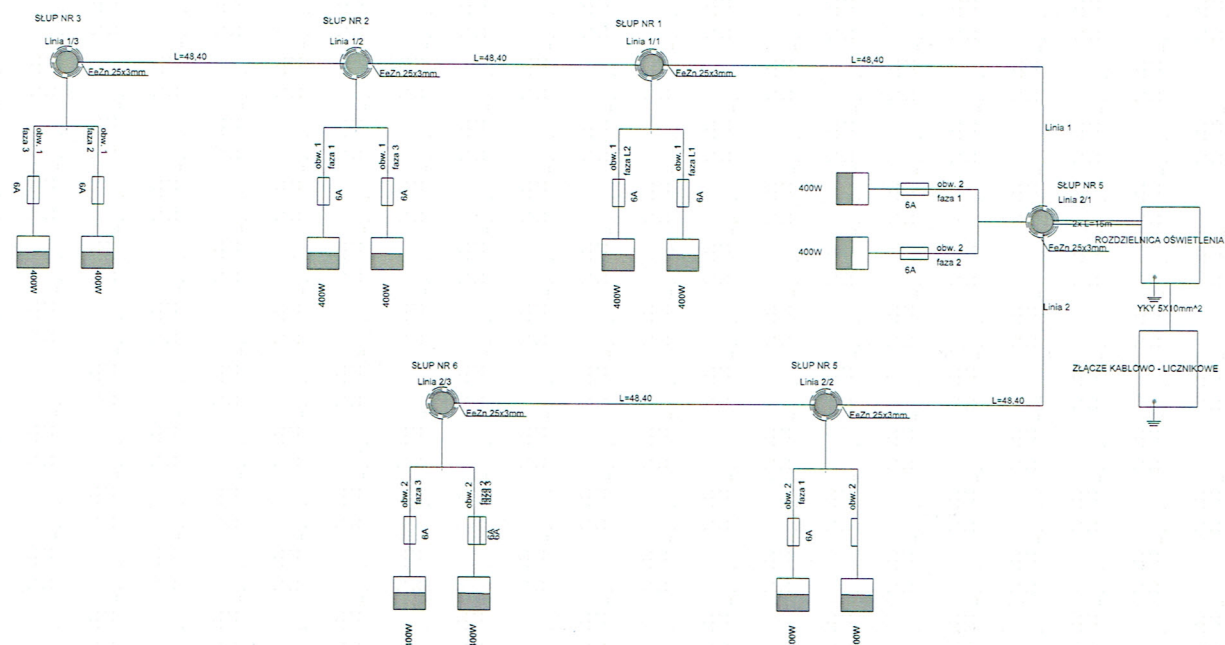 SŁUP NR 3
Linia 1/3
L=48,40
FeZn 25x3mm
obw. 1
faza 3
obw. 1
faza 2
6A
6A
400W
400W
SŁUP NR 2
Linia 1/2
L=48,40
FeZn 25x3mm
obw. 1
faza 1
obw. 1
faza 3
6A
6A
400W
400W
SŁUP NR 1
Linia 1/1
L=48,40
FeZn 25x3mm
obw. 1
faza L2
obw. 1
faza L1
6A
6A
400W
400W
Linia 1
400W
obw. 2
6A
faza 1
400W
obw. 2
6A
faza 2
SŁUP NR 5
Linia 2/1
2x L=15m
FeZn 25x3mm
ROZDZIELNICA OŚWIETLENIA
YKY 5X10mm^2
ZŁĄCZE KABLOWO - LICZNIKOWE
Linia 2
SŁUP NR 6
Linia 2/3
L=48,40
FeZn 25x3mm
obw. 2
faza 3
obw. 2
6A
6A
SŁUP NR 5
Linia 2/2
L=48,40
FeZn 25x3mm
obw. 2
faza 1
obw. 2
6A